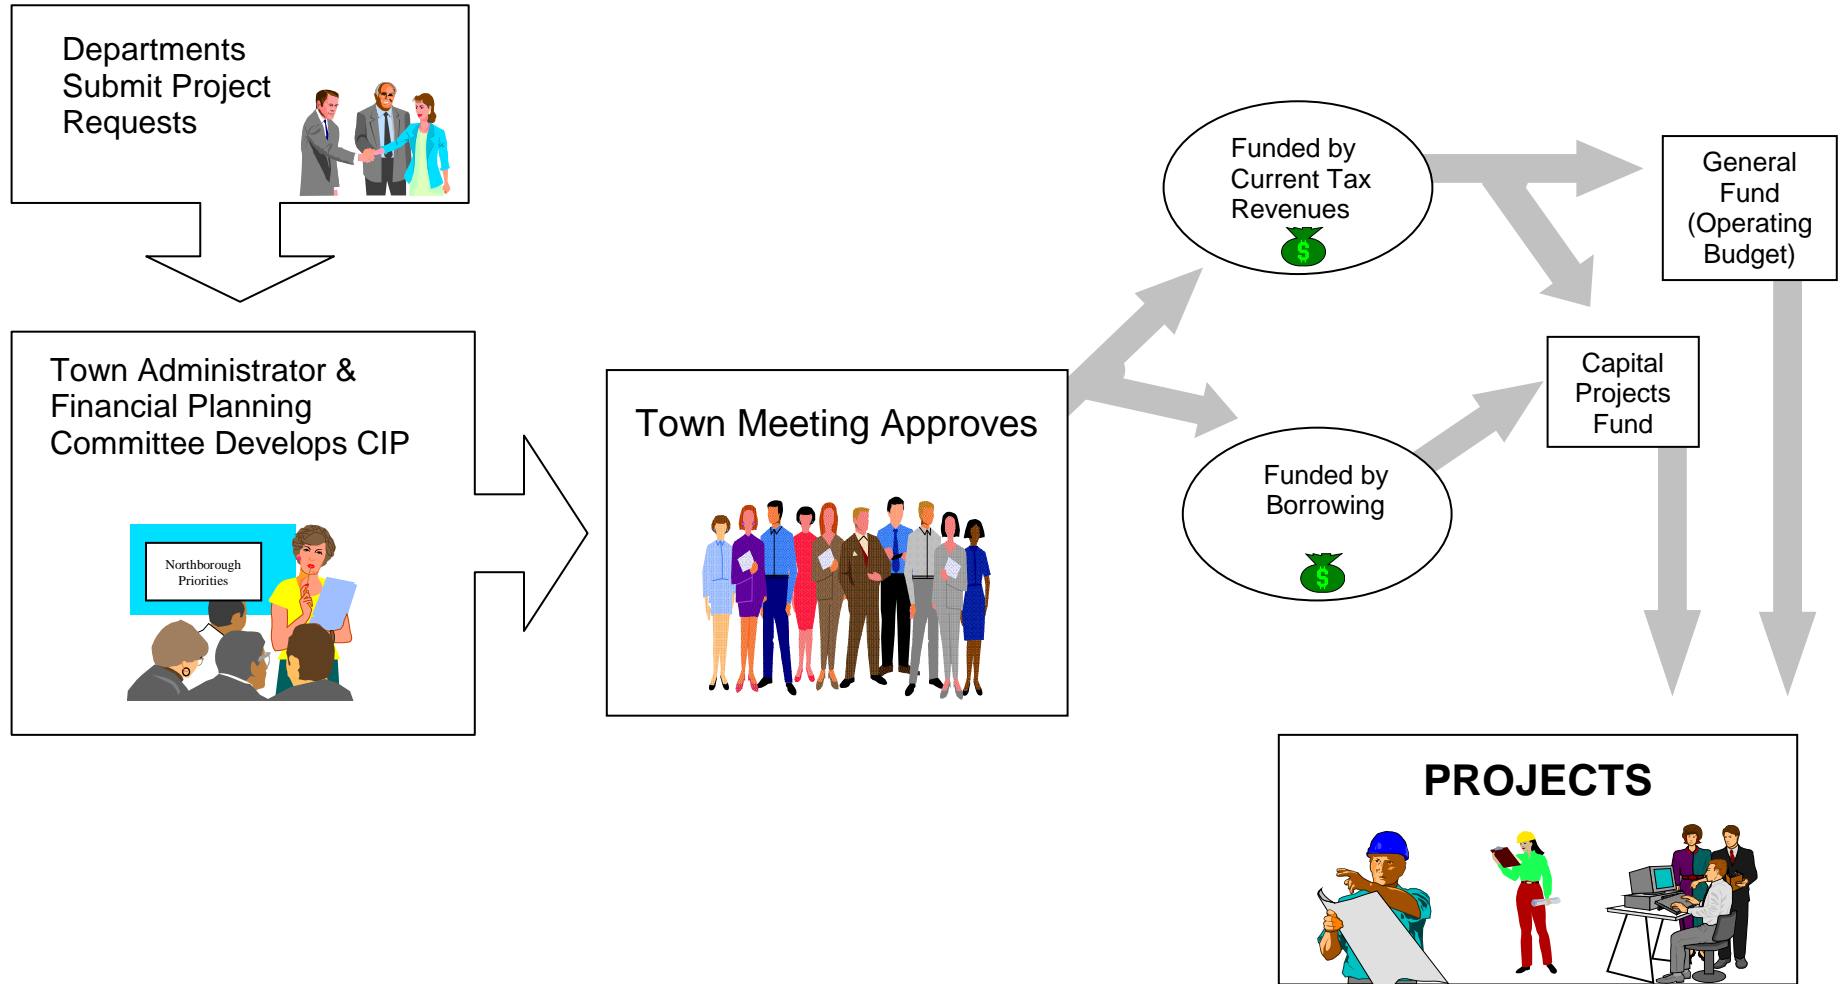 Departments
Submit Project
Requests
Town Administrator &
Financial Planning
Committee Develops CIP
Northborough
Priorities
Town Meeting Approves
Funded by
Current Tax
Revenues
$
Funded by
Borrowing
$
General
Fund
(Operating
Budget)
Capital
Projects
Fund
PROJECTS